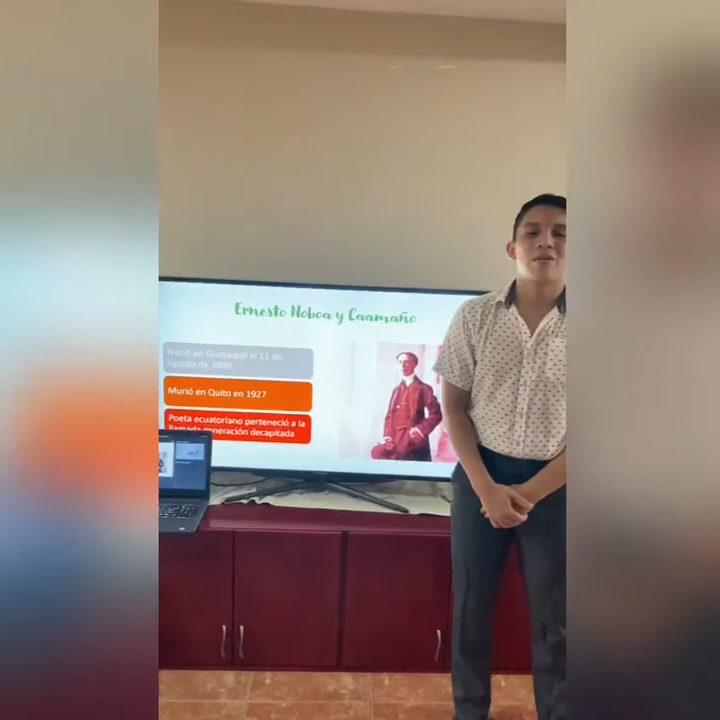 Ernesto Noboa y Caamaño
Nació en Guayaquil el 11 de
Agosto de 1889
Murió en Quito en 1927
Poeta ecuatoriano perteneció a la
llamada generación decapitada